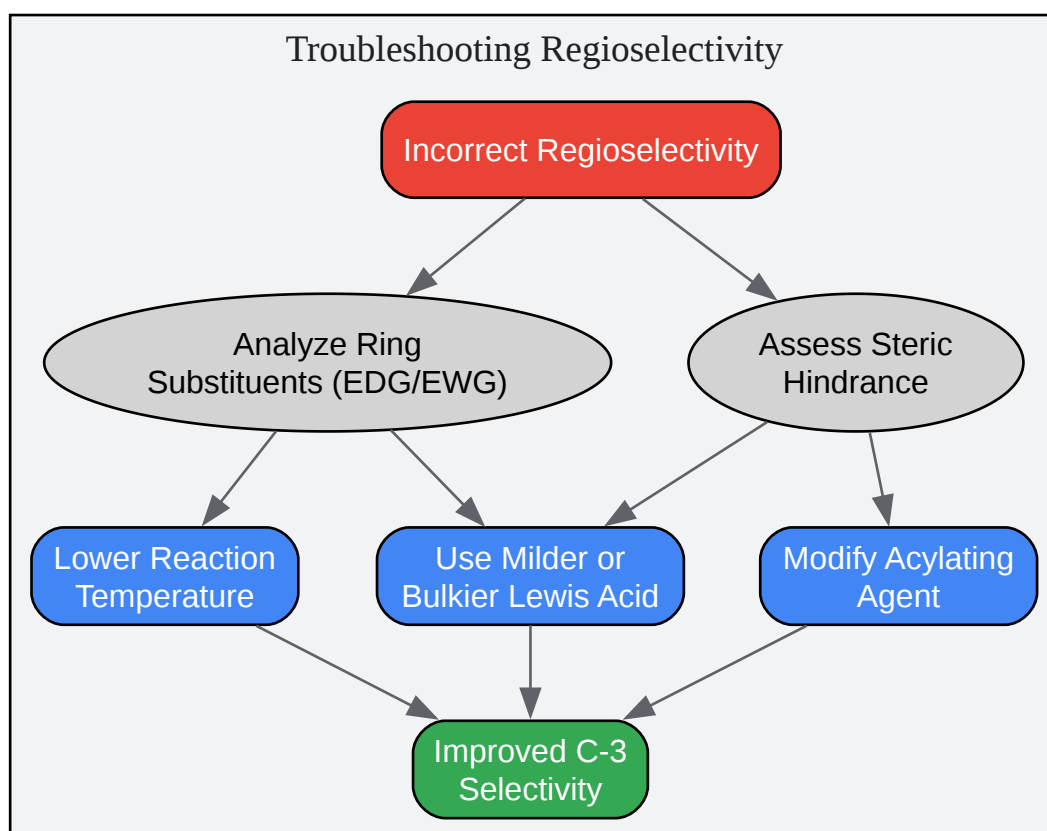 Troubleshooting Regioselectivity
Incorrect Regioselectivity
Analyze Ring
Substituents (EDG/EWG)
Assess Steric
Hindrance
Lower Reaction
Temperature
Use Milder or
Bulkier Lewis Acid
Modify Acylating
Agent
Improved C-3
Selectivity